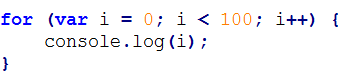 for (var i = 0; i < 100; i++) {
    console.log(i);
}